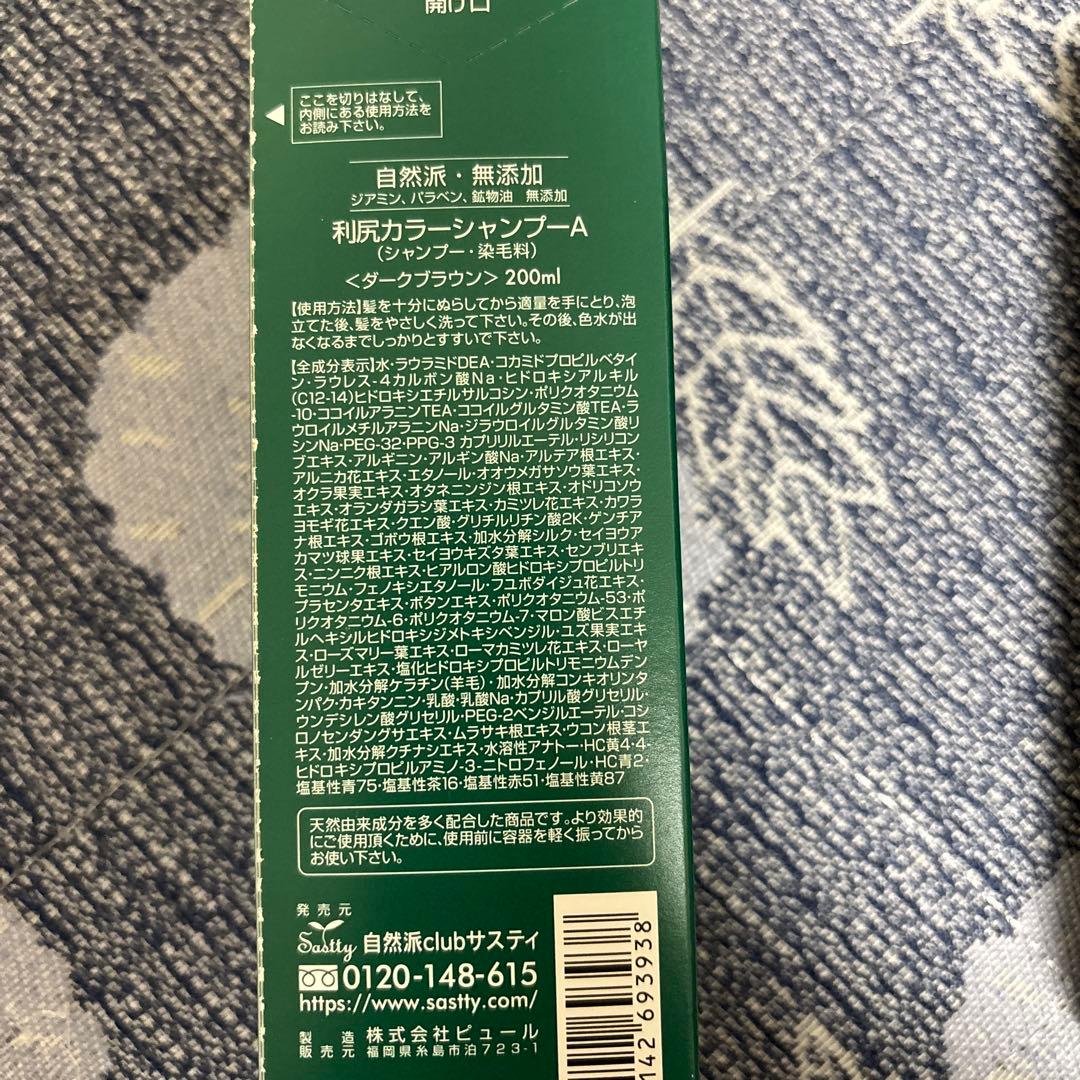 開け口
ここを切りはなして、
内側にある使用方法を
お読み下さい。
自然派・無添加
ジアミン、パラベン、鉱物油 無添加
利尻カラーシャンプーA
(シャンプー・染毛料)
<ダークブラウン> 200ml
【使用方法】髪を十分にぬらしてから適量を手にとり、泡
立てた後、髪をやさしく洗って下さい。その後、色水が出
なくなるまでしっかりとすすいで下さい。
【全成分表示】水・ラウラミドDEA・コカミドプロピルベタイ
ン・ラウレス-4カルボン酸Na・ヒドロキシアルキル
(C12-14)ヒドロキシエチルサルコシン・ポリクオタニウム
-10・ココイルアラニンTEA・ココイルグルタミン酸TEA・ラ
ウロイルメチルアラニンNa・ジラウロイルグルタミン酸リ
シンNa・PEG-32・PPG-3 カプリリルエーテル・リシリコン
ブエキス・アルギニン・アルギン酸Na・アルテア根エキス・
アルニカ花エキス・エタノール・オオウメガサソウ葉エキス・
オクラ果実エキス・オタネニンジン根エキス・オドリコソウ
エキス・オランダガラシ葉エキス・カミツレ花エキス・カワラ
ヨモギ花エキス・クエン酸・グリチルリチン酸2K・ゲンチア
ナ根エキス・ゴボウ根エキス・加水分解シルク・セイヨウア
カマツ球果エキス・セイヨウキズタ葉エキス・センブリエキ
ス・ニンニク根エキス・ヒアルロン酸ヒドロキシプロピルトリ
モニウム・フェノキシエタノール・フユボダイジュ花エキス・
プラセンタエキス・ボタンエキス・ポリクオタニウム-53・ポ
リクオタニウム-6・ポリクオタニウム-7・マロン酸ビスエチ
ルヘキシルヒドロキシジメトキシベンジル・ユズ果実エキ
ス・ローズマリー葉エキス・ローマカミツレ花エキス・ローヤ
ルゼリーエキス・塩化ヒドロキシプロピルトリモニウムデン
プン・加水分解ケラチン(羊毛)・加水分解コンキオリンタ
ンパク・カキタンニン・乳酸・乳酸Na・カプリル酸グリセリル・
ウンデシレン酸グリセリル・PEG-2ベンジルエーテル・コシ
ロノセンダングサエキス・ムラサキ根エキス・ウコン根茎エ
キス・加水分解クチナシエキス・水溶性アナトー・HC黄4・4-
ヒドロキシプロピルアミノ-3-ニトロフェノール・HC青2・
塩基性青75・塩基性茶16・塩基性赤51・塩基性黄87
天然由来成分を多く配合した商品です。より効果的
にご使用頂くために、使用前に容器を軽く振ってから
お使い下さい。
発売元
Sastty 自然派clubサスティ
0120-148-615
https://www.sastty.com/
製造
販売元 株式会社ピュール
福岡県糸島市泊723-1
142 693938